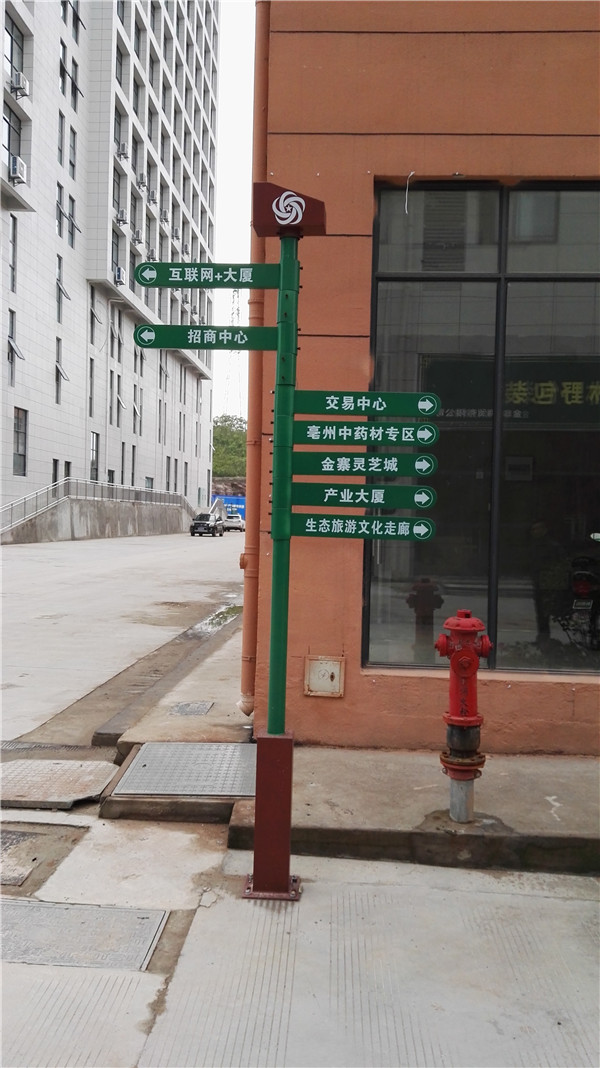 互联网+大厦
招商中心
交易中心
亳州中药材专区
金寨灵芝城
产业大厦
生态旅游文化走廊